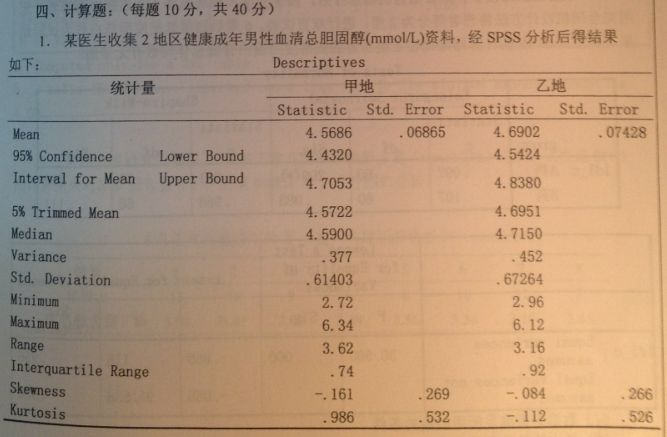 四、计算题:（每题 10 分，共 40 分）
1. 某医生收集 2 地区健康成年男性血清总胆固醇(mmol/L)资料，经 SPSS 分析后得结果
如下： Descriptives
统计量 甲地 乙地
Statistic Std. Error Statistic Std. Error
Mean 4.5686 .06865 4.6902 .07428
95% Confidence Lower Bound 4.4320 4.5424
Interval for Mean Upper Bound 4.7053 4.8380
5% Trimmed Mean 4.5722 4.6951
Median 4.5900 4.7150
Variance .377 .452
Std. Deviation .61403 .67264
Minimum 2.72 2.96
Maximum 6.34 6.12
Range 3.62 3.16
Interquartile Range .74 .92
Skewness -.161 .269 -.084 .266
Kurtosis .986 .532 -.112 .526